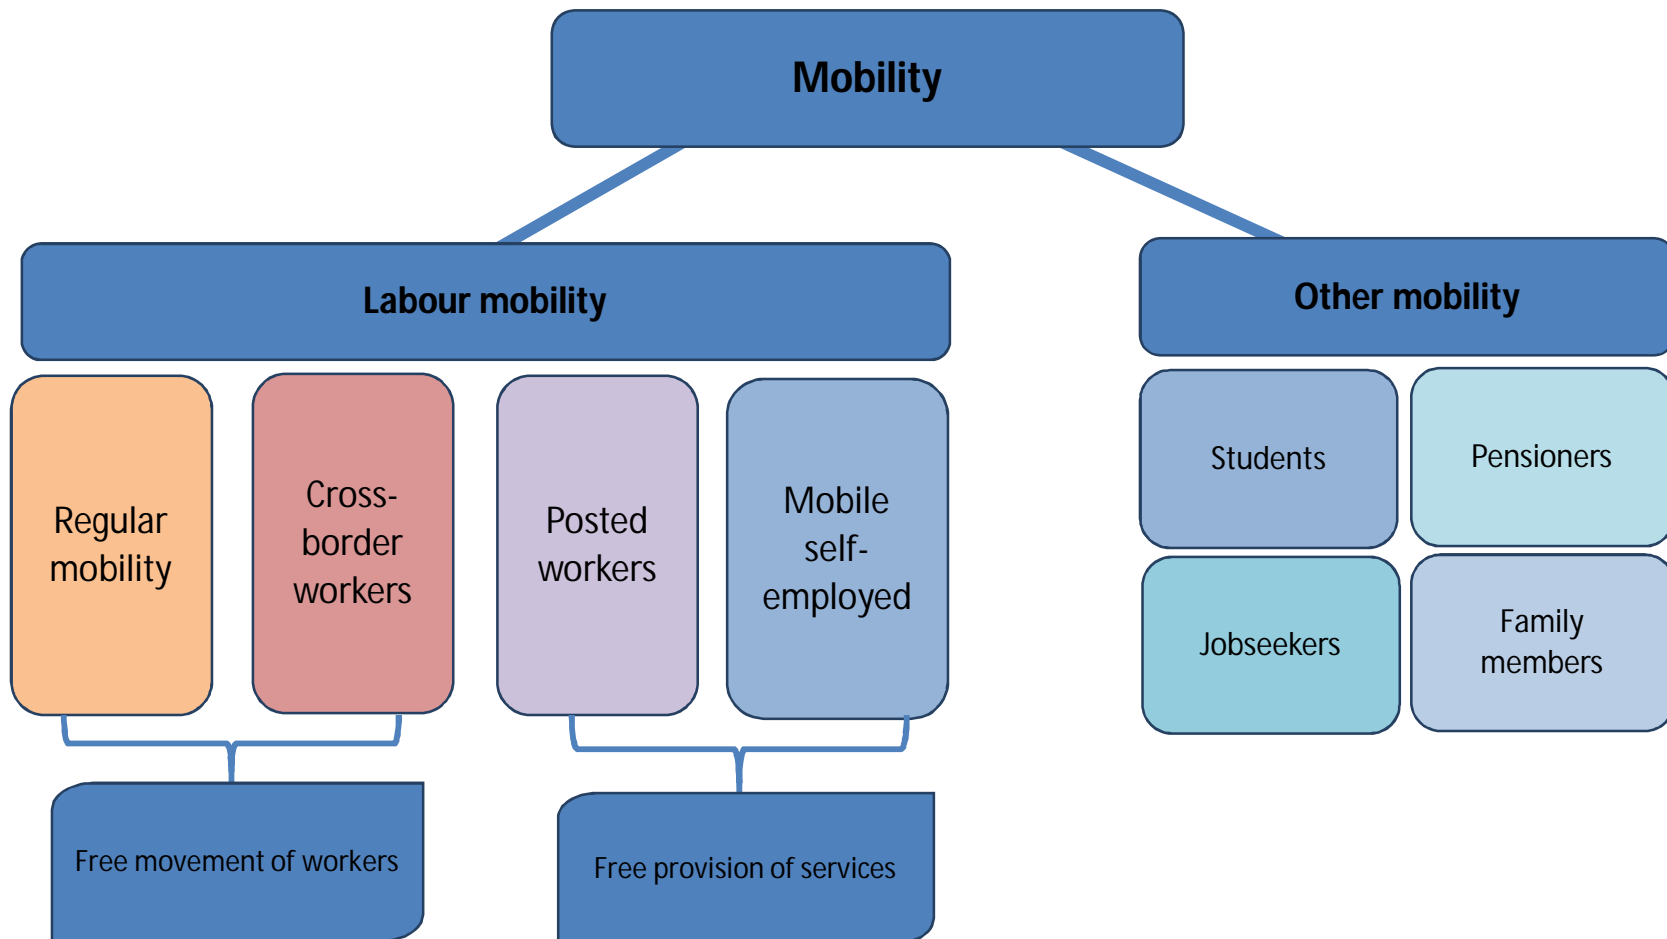 Mobility
Labour mobility
Other mobility
Regular
mobility
Cross-
border
workers
Posted
workers
Mobile
self-
employed
Students
Pensioners
Jobseekers
Family
members
Free movement of workers
Free provision of services